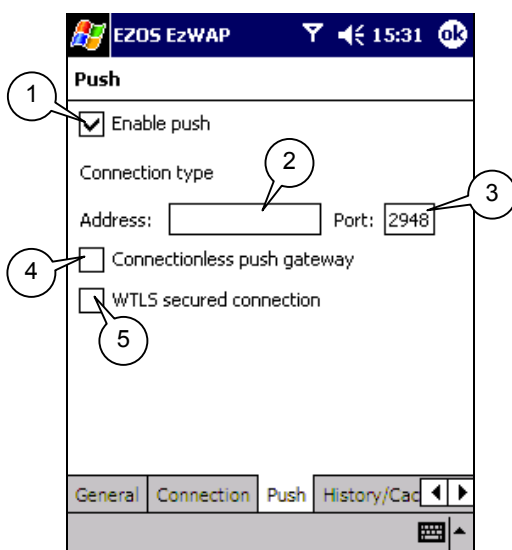 EZOS EzWAP 15:31 ok
Push
1
Enable push
Connection type
2
Address: Port: 2948
3
4
Connectionless push gateway
WTLS secured connection
5
General Connection Push History/Cac